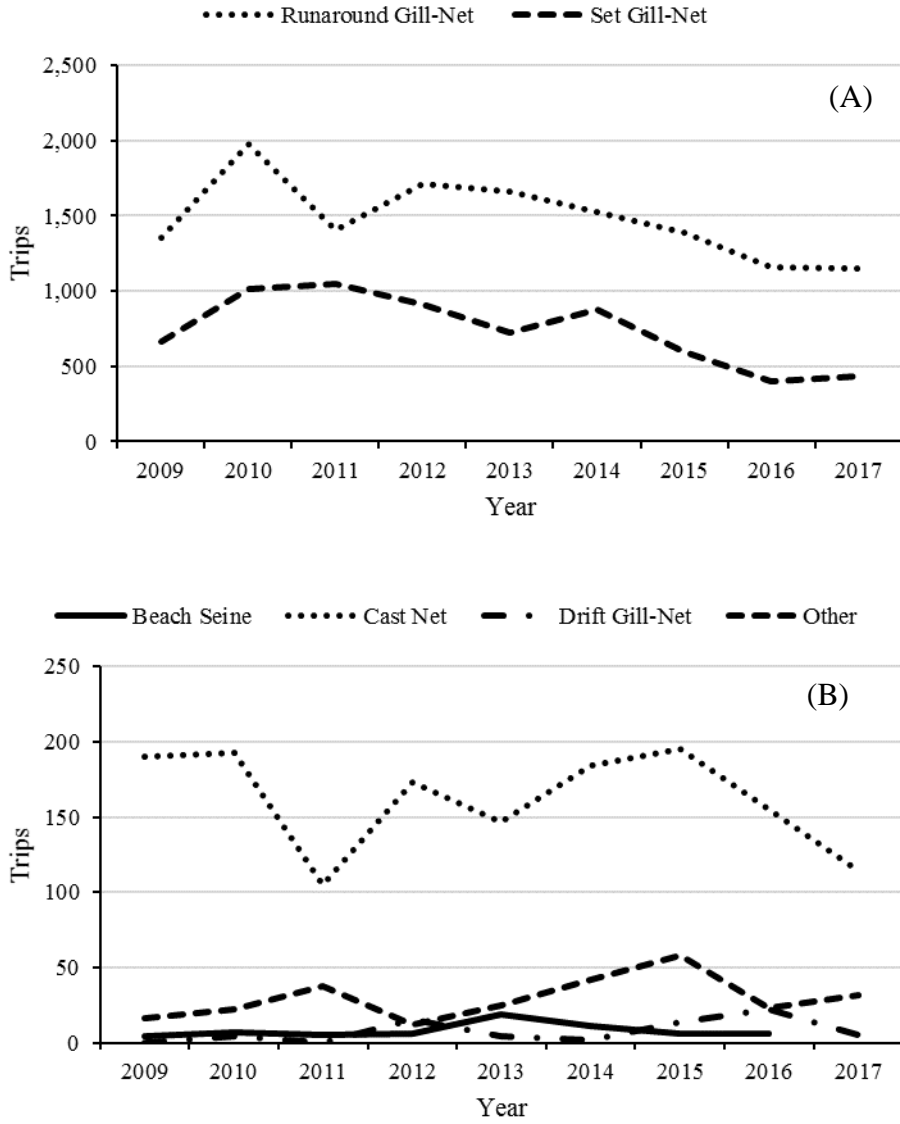 Runaround Gill-Net Set Gill-Net
2,500
(A)
2,000
1,500
Trips
1,000
500
0
2009 2010 2011 2012 2013 2014 2015 2016 2017
Year
Beach Seine Cast Net Drift Gill-Net Other
250
(B)
200
150
Trips
100
50
0
2009 2010 2011 2012 2013 2014 2015 2016 2017
Year